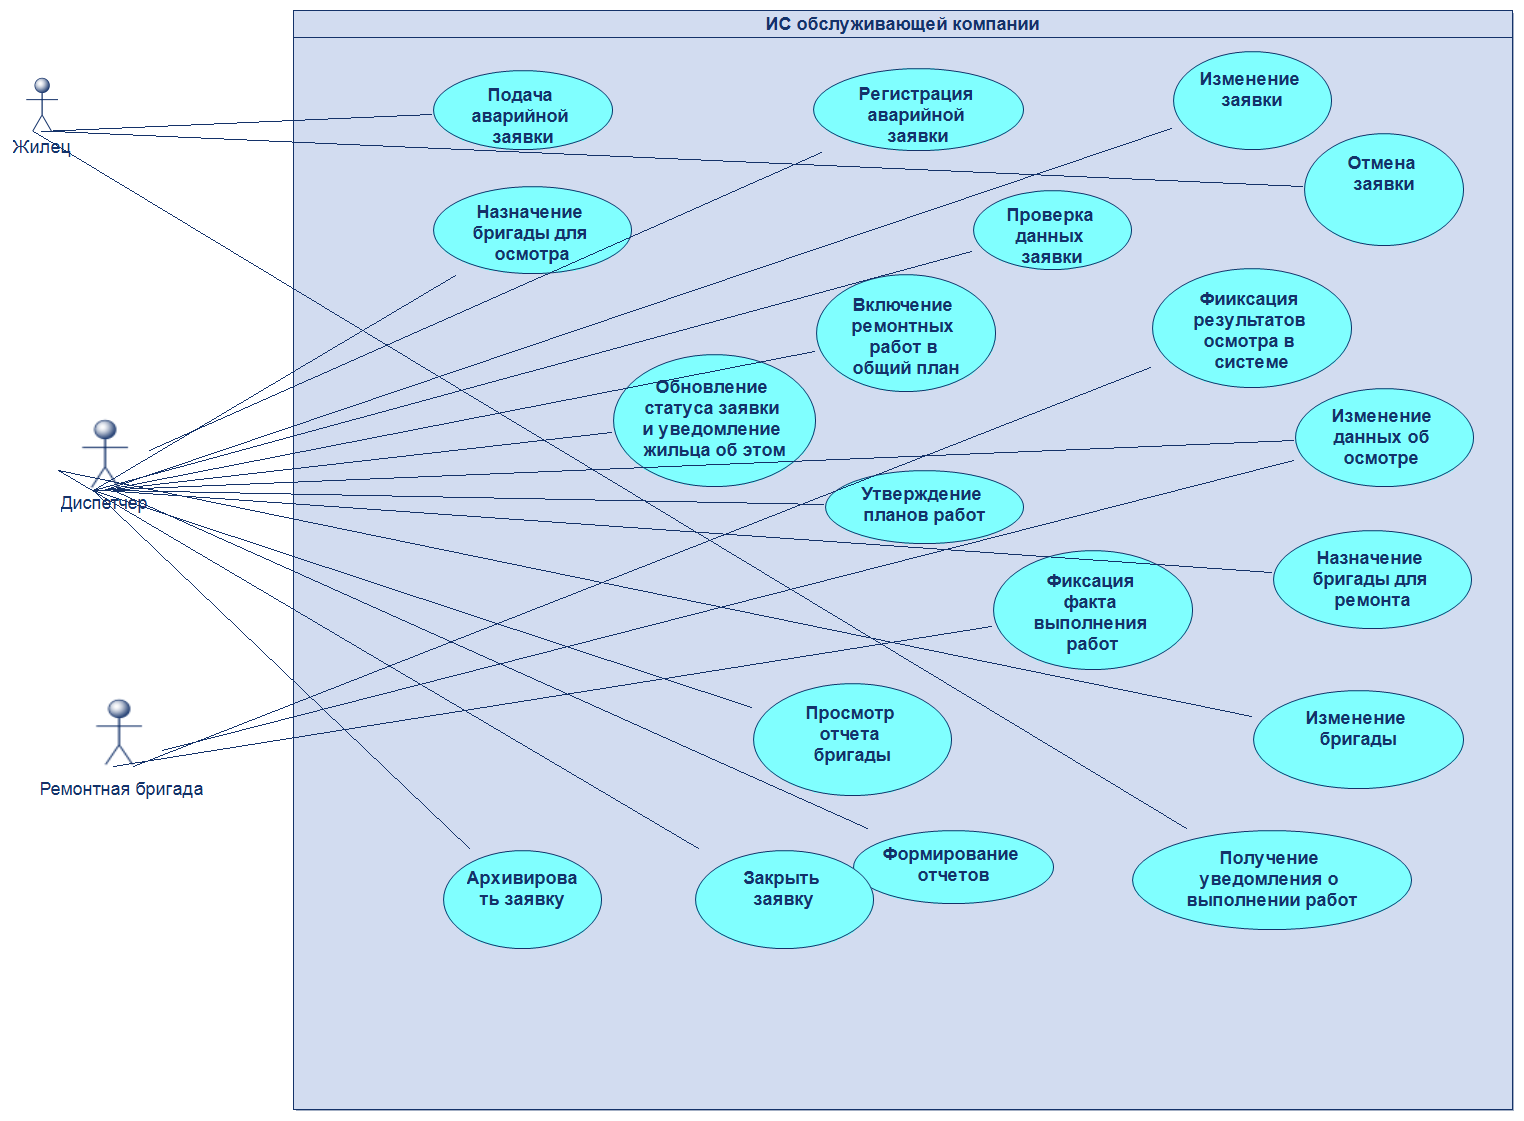 ИС обслуживающей компании
Жилец
Подача
аварийной
заявки
Регистрация
аварийной
заявки
Изменение
заявки
Отмена
заявки
Назначение
бригады для
осмотра
Проверка
данных
заявки
Включение
ремонтных
работ в
общий план
Фииксация
результатов
осмотра в
системе
Обновление
статуса заявки
и уведомление
жильца об этом
Изменение
данных об
осмотре
Диспетчер
Утверждение
планов работ
Назначение
бригады для
ремонта
Фиксация
факта
выполнения
работ
Ремонтная бригада
Просмотр
отчета
бригады
Изменение
бригады
Архивирова
ть заявку
Закрыть
заявку
Формирование
отчетов
Получение
уведомления о
выполнении работ